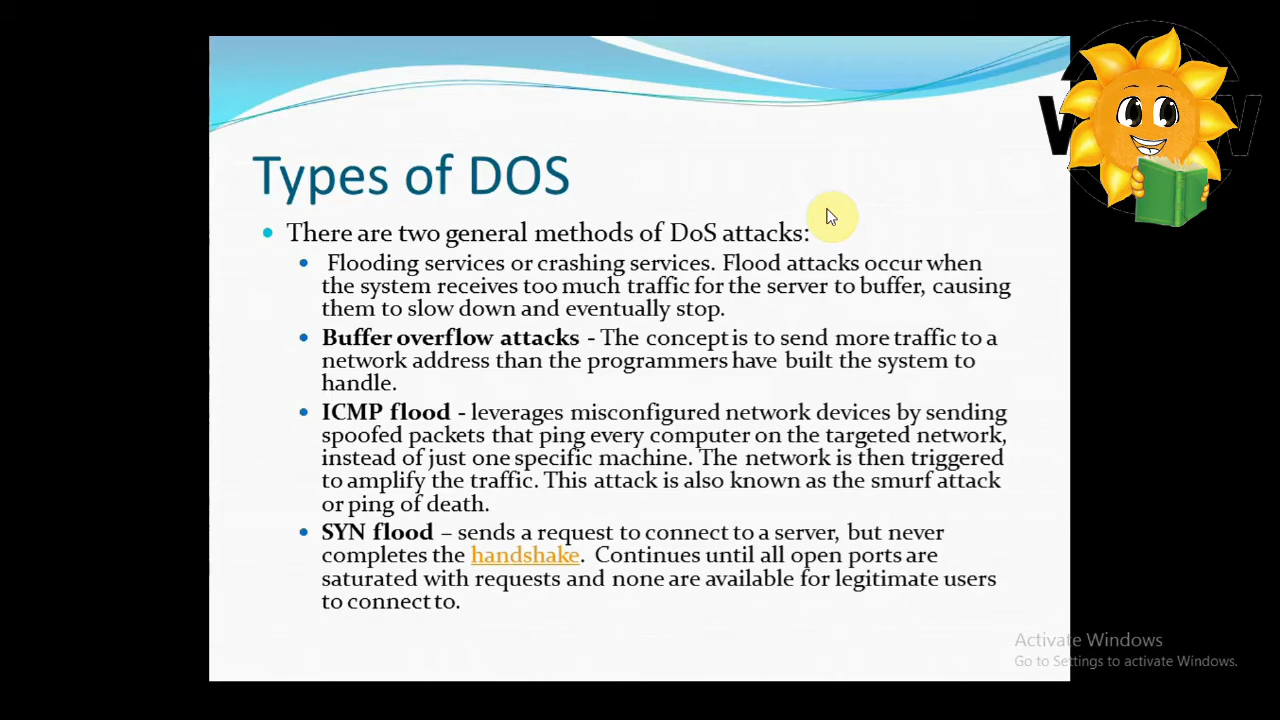 Types of DOS
There are two general methods of DoS attacks:
Flooding services or crashing services. Flood attacks occur when
the system receives too much traffic for the server to buffer, causing
them to slow down and eventually stop.
Buffer overflow attacks - The concept is to send more traffic to a
network address than the programmers have built the system to
handle.
ICMP flood - leverages misconfigured network devices by sending
spoofed packets that ping every computer on the targeted network,
instead of just one specific machine. The network is then triggered
to amplify the traffic. This attack is also known as the smurf attack
or ping of death.
SYN flood – sends a request to connect to a server, but never
completes the handshake. Continues until all open ports are
saturated with requests and none are available for legitimate users
to connect to.
Activate Windows
Go to Settings to activate Windows.